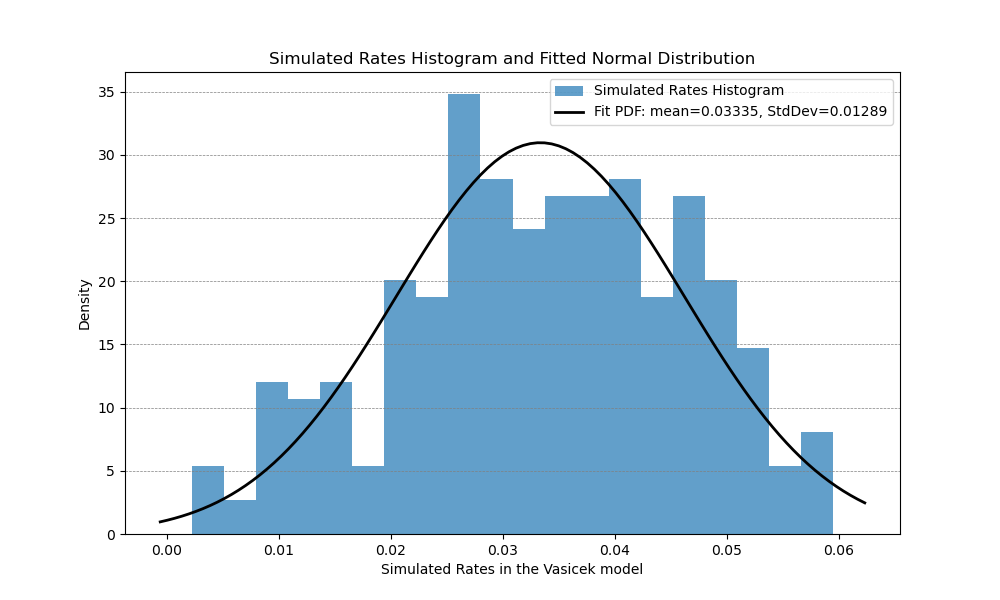 Simulated Rates Histogram and Fitted Normal Distribution
Simulated Rates Histogram
Fit PDF: mean=0.03335, StdDev=0.01289
Density
35
30
25
20
15
10
5
0
0.00 0.01 0.02 0.03 0.04 0.05 0.06
Simulated Rates in the Vasicek model